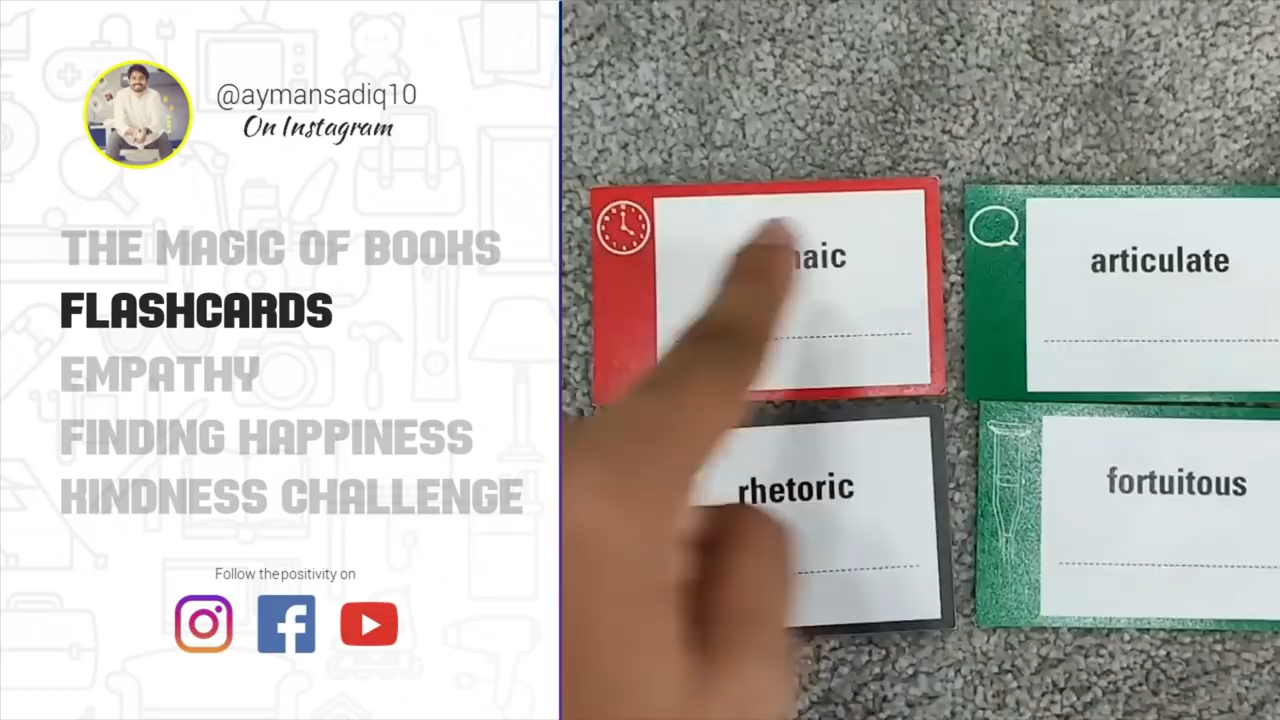 @aymansadiq10
On Instagram
THE MAGIC OF BOOKS
FLASHCARDS
EMPATHY
FINDING HAPPINESS
KINDNESS CHALLENGE
Follow the positivity on
articulate
rhetoric
fortuitous